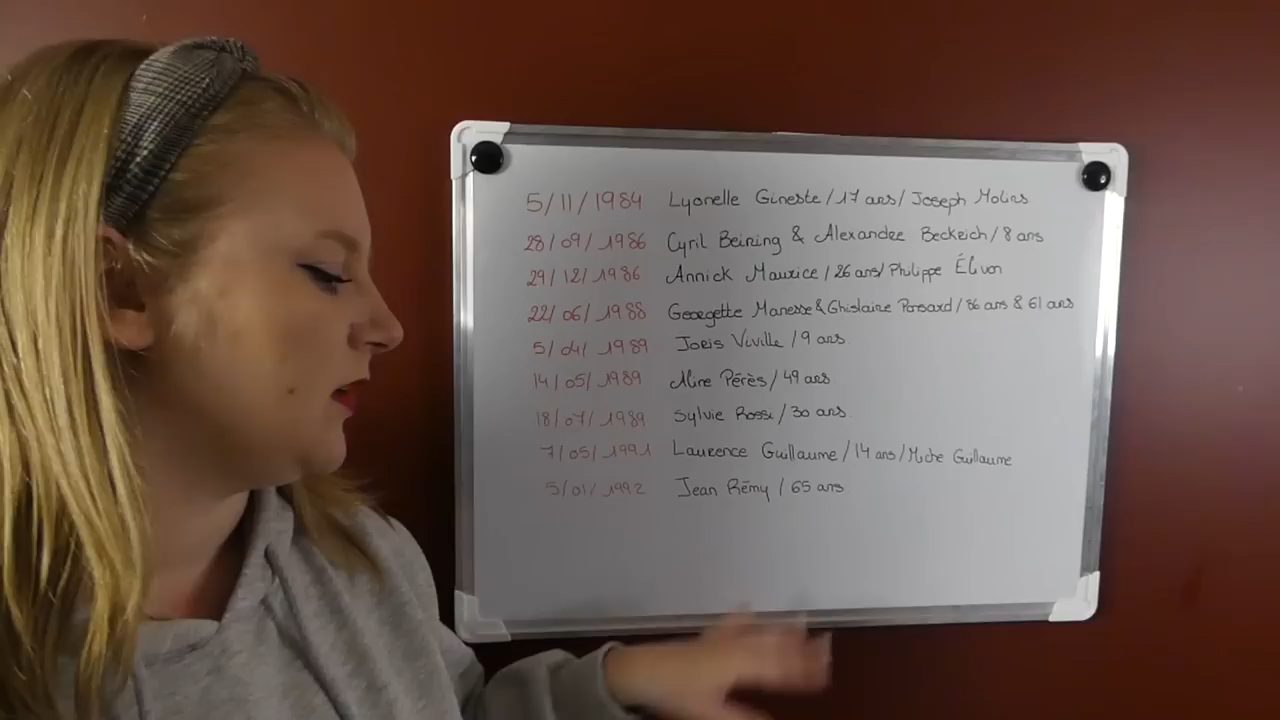 5/11/1984 Lyonelle Gineste / 17 ans / Joseph Molins
28/09/1986 Cyril Beining & Alexandre Beckrich / 8 ans
29/12/1986 Annick Maurice / 26 ans / Philippe
22/06/1988 Georgette Manesse & Ghislaine Ponsard / 86 ans & 61 ans
5/04/1989 Joris Viville / 9 ans
14/05/1989 Aline Pérès / 49 ans
18/07/1989 Sylvie Rossi / 30 ans
7/05/1991 Laurence Guillaume / 14 ans / Miche Guillaume
5/01/1992 Jean Rémy / 65 ans